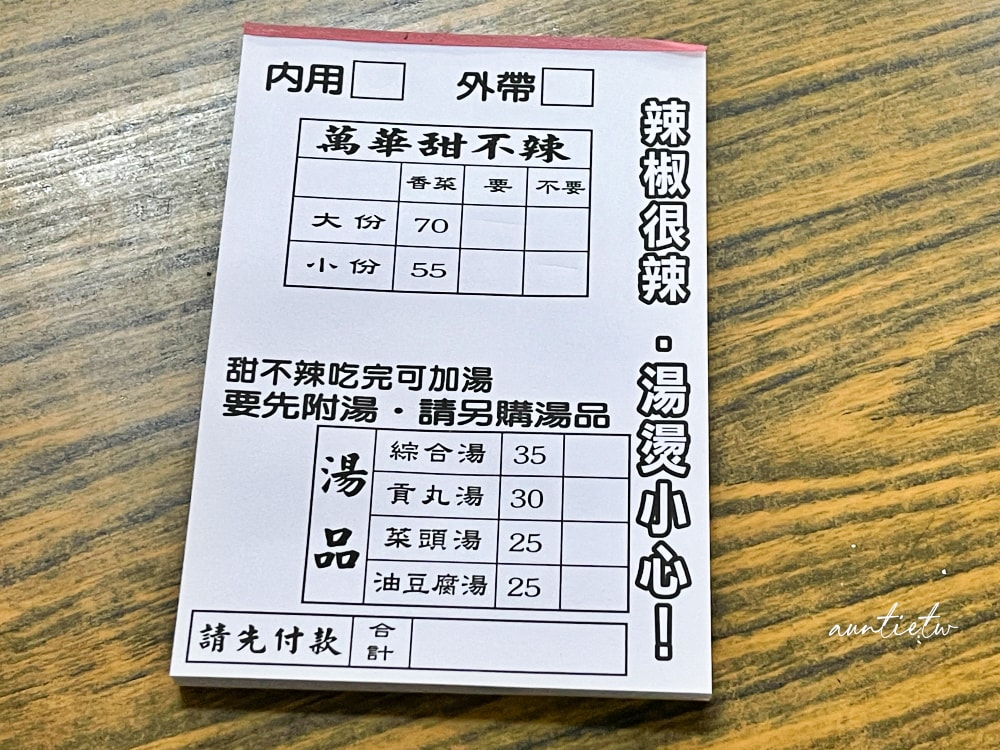 內用 外帶
萬華甜不辣
香菜 要 不要
大份 70
小份 55
甜不辣吃完可加湯
要先附湯・請另購湯品
湯品
綜合湯 35
貢丸湯 30
菜頭湯 25
油豆腐湯 25
請先付款 合計
辣椒很辣・湯燙小心！
auntietw